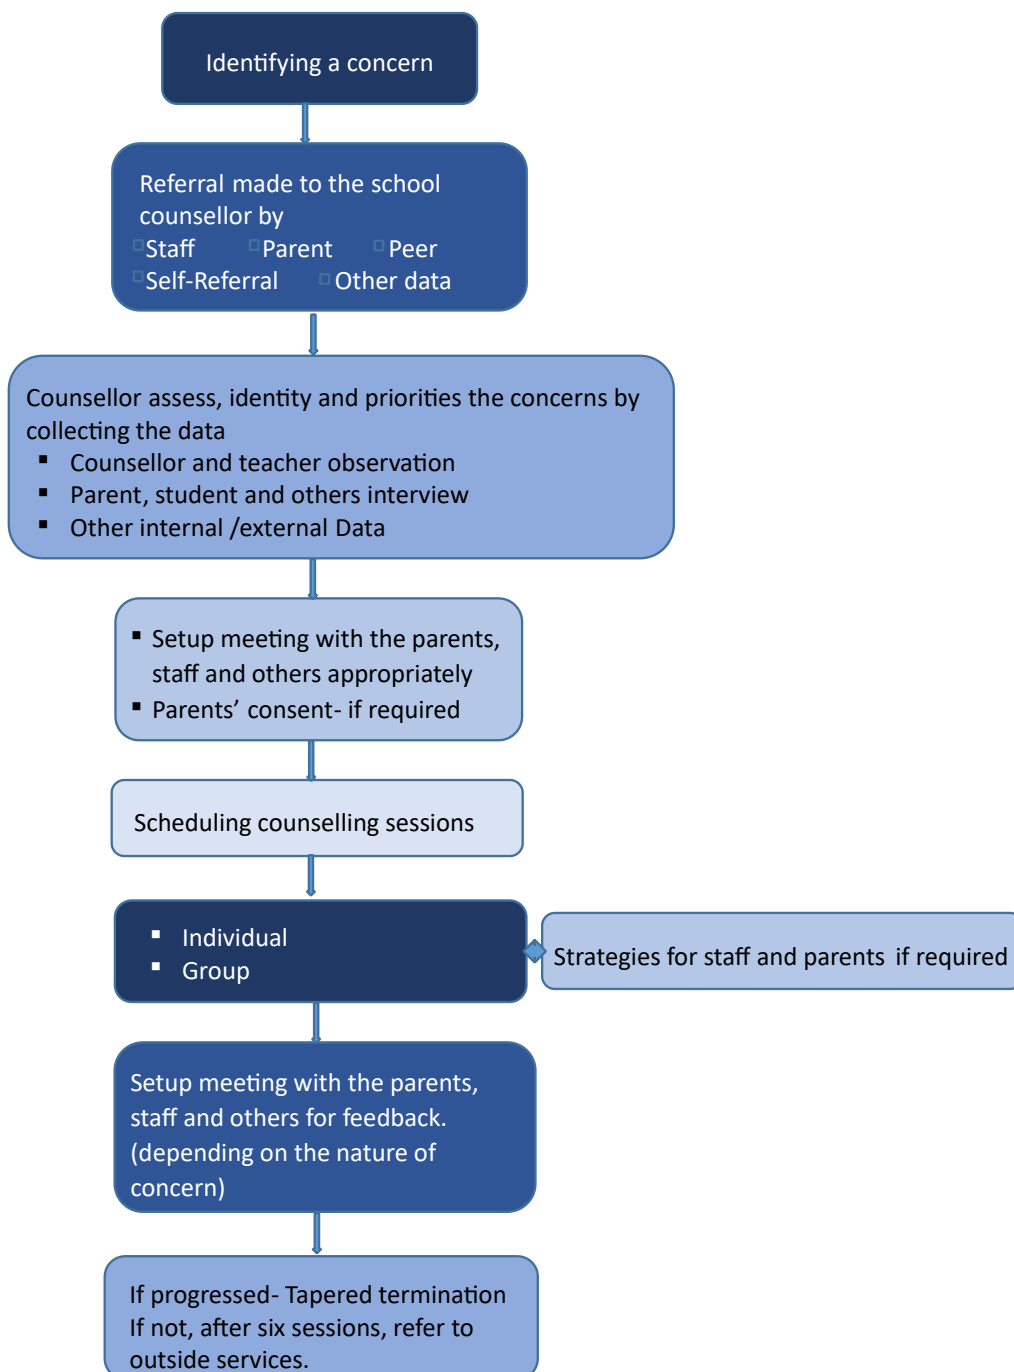 Identifying a concern
Referral made to the school
counsellor by
□Staff □Parent □Peer
□Self-Referral □Other data
Counsellor assess, identity and priorities the concerns by
collecting the data
▪ Counsellor and teacher observation
▪ Parent, student and others interview
▪ Other internal /external Data
▪ Setup meeting with the parents,
staff and others appropriately
▪ Parents’ consent- if required
Scheduling counselling sessions
▪ Individual
▪ Group
Strategies for staff and parents if required
Setup meeting with the parents,
staff and others for feedback.
(depending on the nature of
concern)
If progressed- Tapered termination
If not, after six sessions, refer to
outside services.